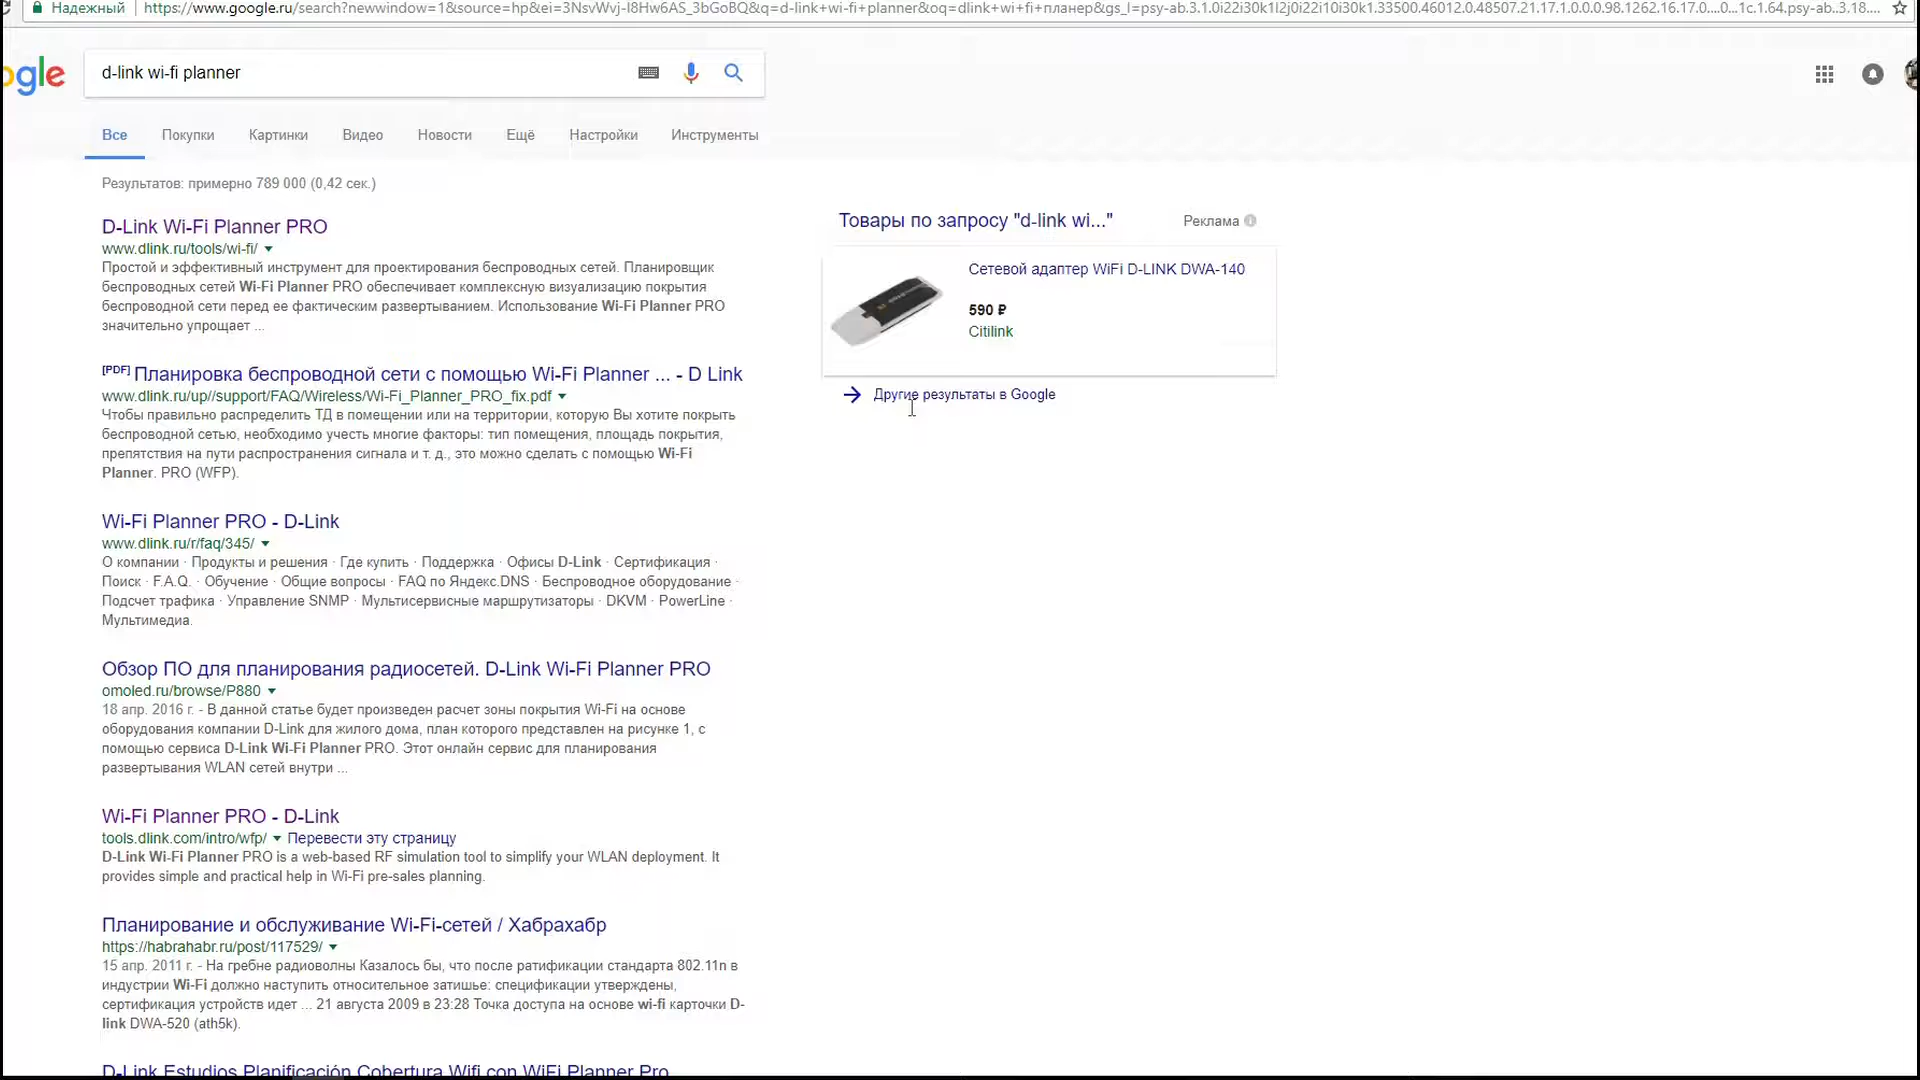 Надежный
https://www.google.ru/search?newwindow=1&source=hp&ei=3NsvWvj-I8Hw6AS_3bGoBQ&q=d-link+wi-fi+planner&oq=dlink+wi+fi+планер&gs_l=psy-ab.3.1.0i22i30k1l2j0i22i10i30k1.33500.46012.0.48507.21.17.1.0.0.0.98.1262.16.17.0....0...1c.1.64.psy-ab..3.18....
ogle
d-link wi-fi planner
Все Покупки Картинки Видео Новости Ещё Настройки Инструменты
Результатов: примерно 789 000 (0,42 сек.)
D-Link Wi-Fi Planner PRO
www.dlink.ru/tools/wi-fi/
Простой и эффективный инструмент для проектирования беспроводных сетей. Планировщик
беспроводных сетей Wi-Fi Planner PRO обеспечивает комплексную визуализацию покрытия
беспроводной сети перед ее фактическим развертыванием. Использование Wi-Fi Planner PRO
значительно упрощает ...
[PDF] Планировка беспроводной сети с помощью Wi-Fi Planner ... - D Link
www.dlink.ru/up//support/FAQ/Wireless/Wi-Fi_Planner_PRO_fix.pdf
Чтобы правильно распределить ТД в помещении или на территории, которую Вы хотите покрыть
беспроводной сетью, необходимо учесть многие факторы: тип помещения, площадь покрытия,
препятствия на пути распространения сигнала и т. д., это можно сделать с помощью Wi-Fi
Planner. PRO (WFP).
Wi-Fi Planner PRO - D-Link
www.dlink.ru/r/faq/345/
О компании · Продукты и решения · Где купить · Поддержка · Офисы D-Link · Сертификация ·
Поиск · F.A.Q. · Обучение · Общие вопросы · FAQ по Яндекс.DNS · Беспроводное оборудование ·
Подсчет трафика · Управление SNMP · Мультисервисные маршрутизаторы · DKVM · PowerLine ·
Мультимедиа.
Обзор ПО для планирования радиосетей. D-Link Wi-Fi Planner PRO
omoled.ru/browse/P880
18 апр. 2016 г. - В данной статье будет произведен расчет зоны покрытия Wi-Fi на основе
оборудования компании D-Link для жилого дома, план которого представлен на рисунке 1, с
помощью сервиса D-Link Wi-Fi Planner PRO. Этот онлайн сервис для планирования
развертывания WLAN сетей внутри ...
Wi-Fi Planner PRO - D-Link
tools.dlink.com/intro/wfp/ Перевести эту страницу
D-Link Wi-Fi Planner PRO is a web-based RF simulation tool to simplify your WLAN deployment. It
provides simple and practical help in Wi-Fi pre-sales planning.
Планирование и обслуживание Wi-Fi-сетей / Хабрахабр
https://habrahabr.ru/post/117529/
15 апр. 2011 г. - На гребне радиоволны Казалось бы, что после ратификации стандарта 802.11n в
индустрии Wi-Fi должно наступить относительное затишье: спецификации утверждены,
сертификация устройств идет ... 21 августа 2009 в 23:28 Точка доступа на основе wi-fi карточки D-
link DWA-520 (ath5k).
D-Link Estudios Planificación Cobertura Wifi con WiFi Planner Pro
Товары по запросу "d-link wi..." Реклама
Сетевой адаптер WiFi D-LINK DWA-140
590 ₽
Citilink
Другие результаты в Google